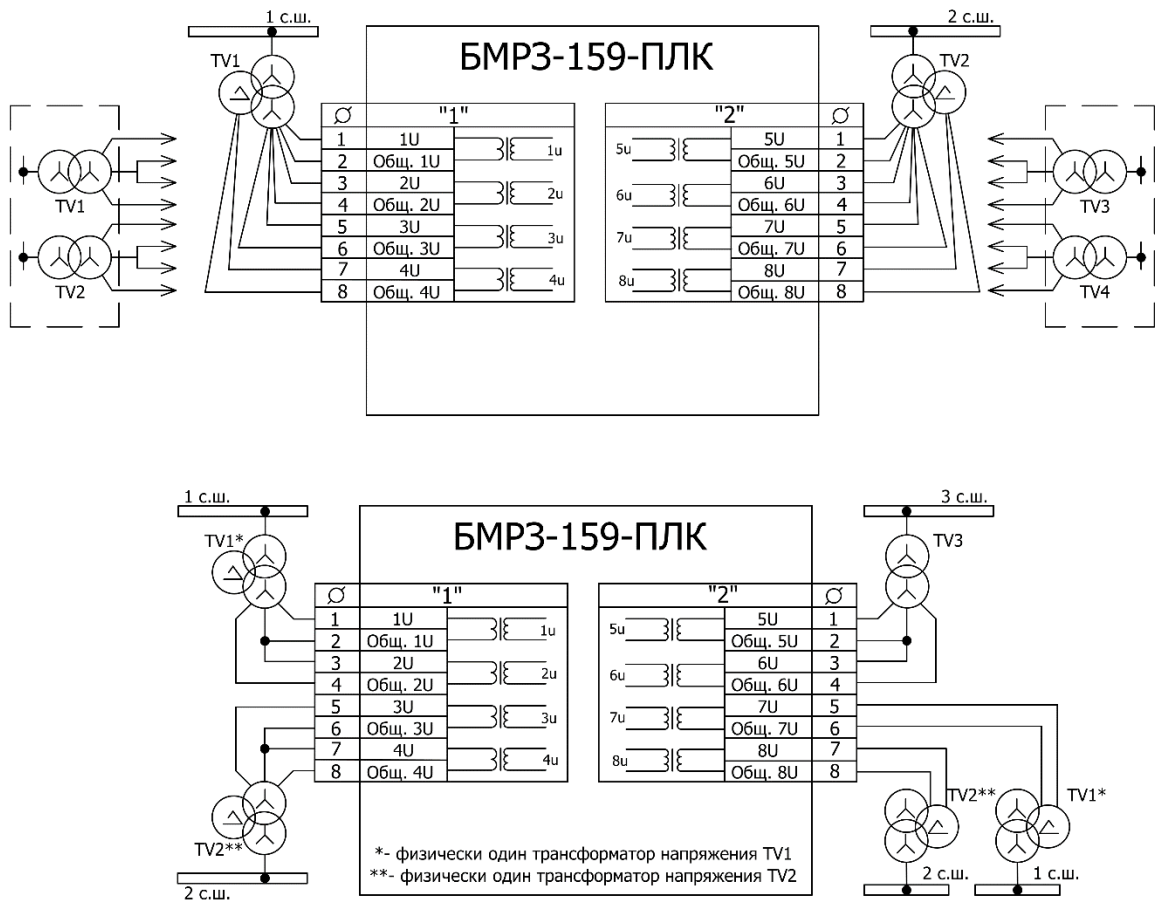 1 с.ш.
2 с.ш.
БМРЗ-159-ПЛК
TV1
TV2
Ø "1"
"2" Ø
1 1U 1u
2 Общ. 1U
3 2U 2u
4 Общ. 2U
5 3U 3u
6 Общ. 3U
7 4U 4u
8 Общ. 4U
5u 5U 1
Общ. 5U 2
6u 6U 3
Общ. 6U 4
7u 7U 5
Общ. 7U 6
8u 8U 7
Общ. 8U 8
TV1
TV2
TV3
TV4
1 с.ш.
3 с.ш.
БМРЗ-159-ПЛК
TV1*
TV3
Ø "1"
"2" Ø
1 1U 1u
2 Общ. 1U
3 2U 2u
4 Общ. 2U
5 3U 3u
6 Общ. 3U
7 4U 4u
8 Общ. 4U
5u 5U 1
Общ. 5U 2
6u 6U 3
Общ. 6U 4
7u 7U 5
Общ. 7U 6
8u 8U 7
Общ. 8U 8
TV2**
2 с.ш.
TV2**
TV1*
*- физически один трансформатор напряжения TV1
**- физически один трансформатор напряжения TV2
2 с.ш.
1 с.ш.